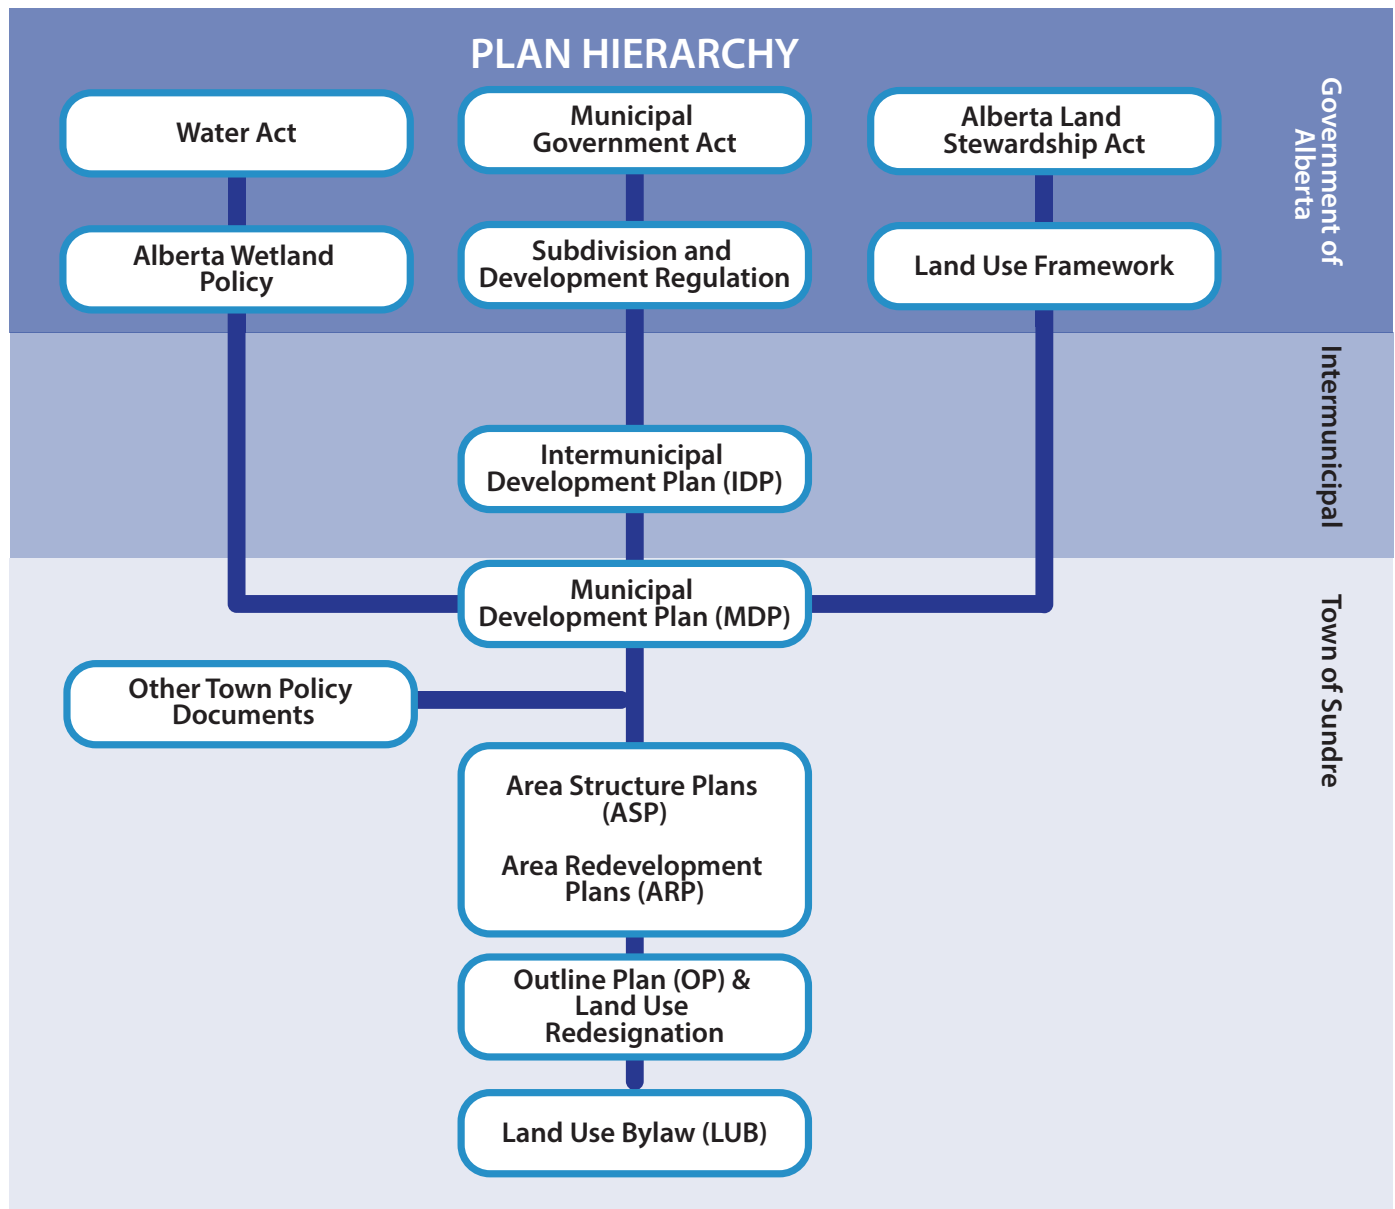 PLAN HIERARCHY
Water Act
Municipal
Government Act
Alberta Land
Stewardship Act
Government of
Alberta
Alberta Wetland
Policy
Subdivision and
Development Regulation
Land Use Framework
Intermunicipal
Intermunicipal
Development Plan (IDP)
Municipal
Development Plan (MDP)
Town of Sundre
Other Town Policy
Documents
Area Structure Plans
(ASP)
Area Redevelopment
Plans (ARP)
Outline Plan (OP) &
Land Use
Redesignation
Land Use Bylaw (LUB)